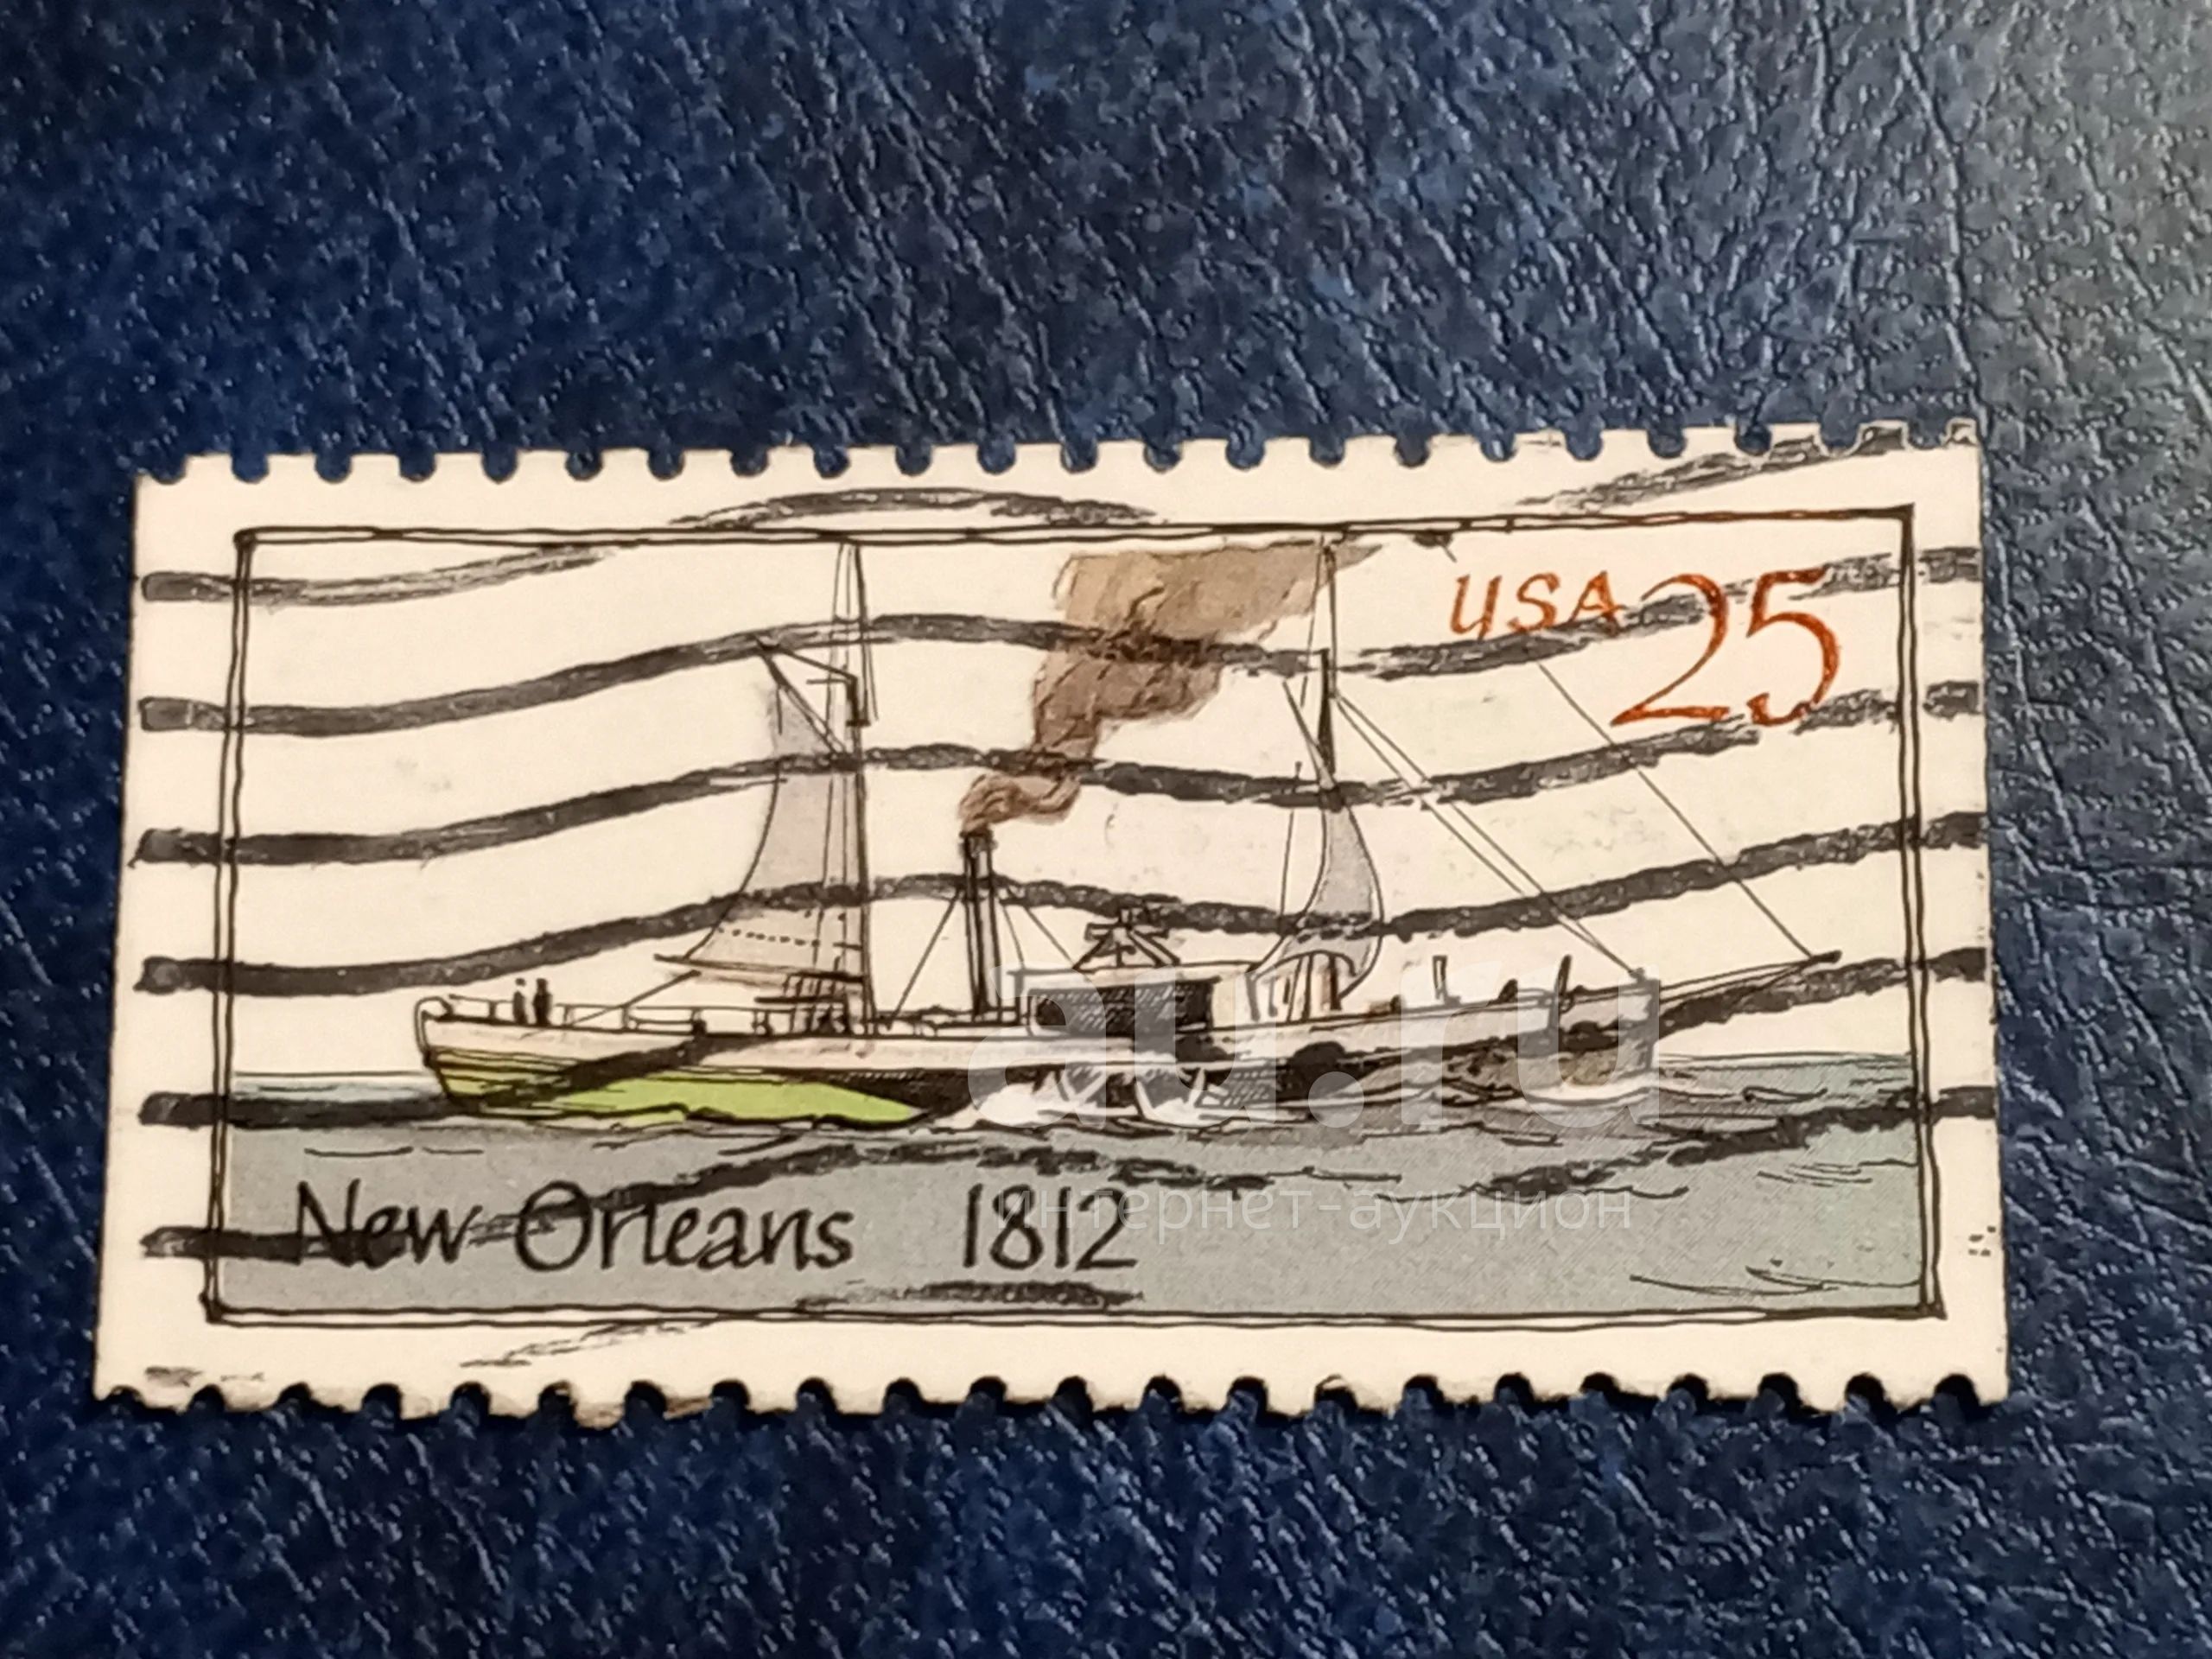 USA 25
au.ru
интернет-аукцион
New Orleans 1812